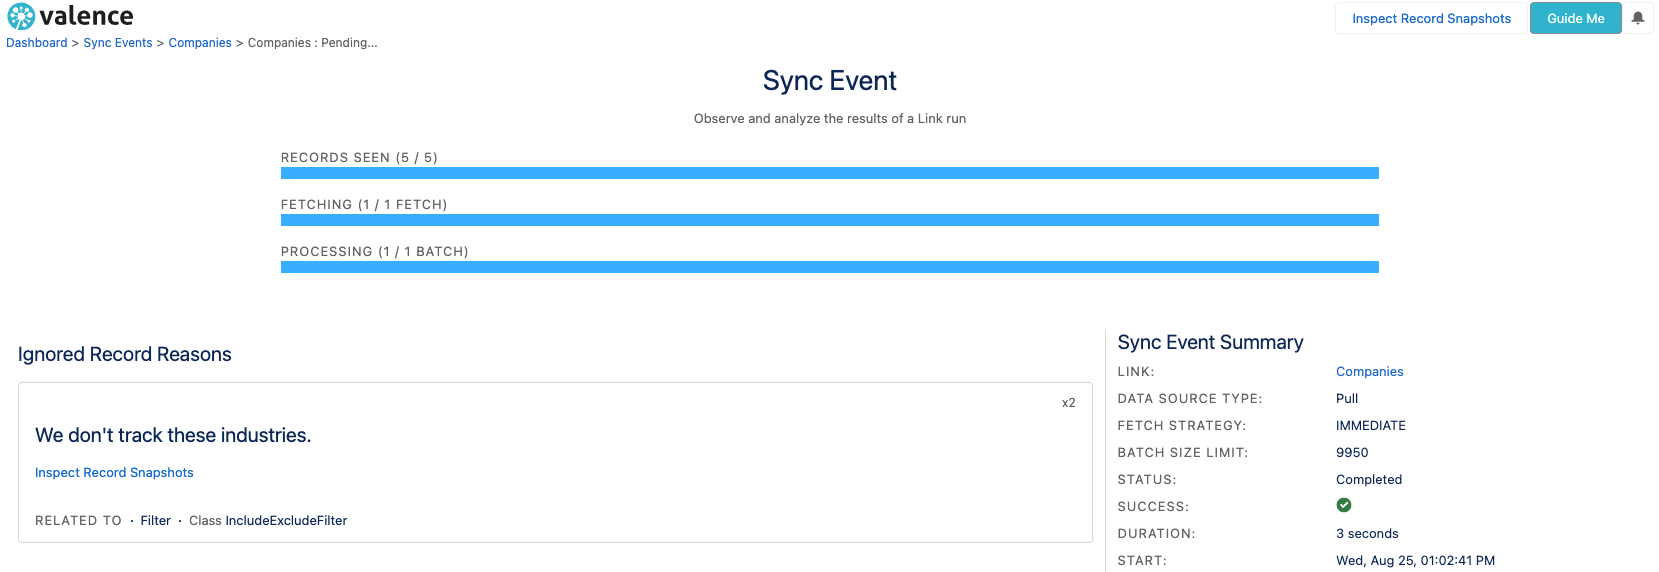 valence
Inspect Record Snapshots
Guide Me
Dashboard > Sync Events > Companies > Companies : Pending...
Sync Event
Observe and analyze the results of a Link run
RECORDS SEEN (5 / 5)
FETCHING (1 / 1 FETCH)
PROCESSING (1 / 1 BATCH)
Ignored Record Reasons
x2
We don't track these industries.
Inspect Record Snapshots
RELATED TO · Filter · Class IncludeExcludeFilter
Sync Event Summary
LINK: Companies
DATA SOURCE TYPE: Pull
FETCH STRATEGY: IMMEDIATE
BATCH SIZE LIMIT: 9950
STATUS: Completed
SUCCESS:
DURATION: 3 seconds
START: Wed, Aug 25, 01:02:41 PM